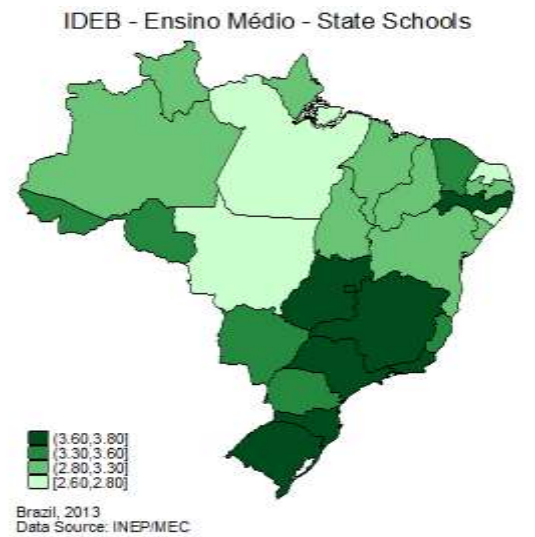 IDEB - Ensino Médio - State Schools
(3.60,3.80]
(3.30,3.60]
(2.80,3.30]
[2.60,2.80]
Brazil, 2013
Data Source: INEP/MEC